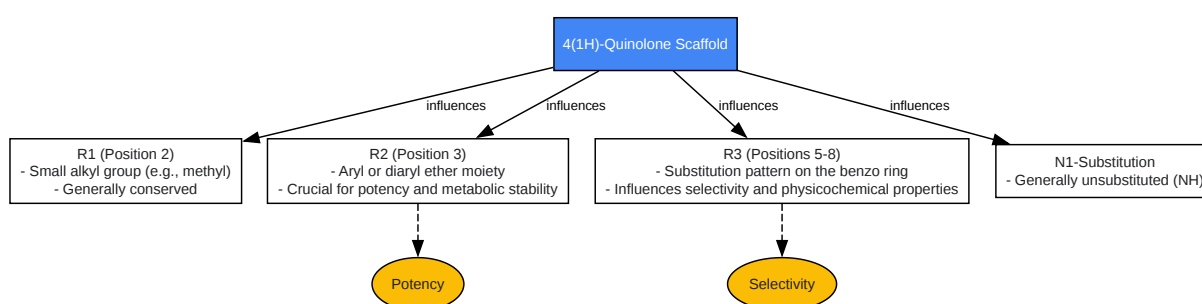 4(1H)-Quinolone Scaffold
influences
influences
influences
influences
R1 (Position 2)
- Small alkyl group (e.g., methyl)
- Generally conserved
R2 (Position 3)
- Aryl or diaryl ether moiety
- Crucial for potency and metabolic stability
R3 (Positions 5-8)
- Substitution pattern on the benzo ring
- Influences selectivity and physicochemical properties
N1-Substitution
- Generally unsubstituted (NH)
Potency
Selectivity